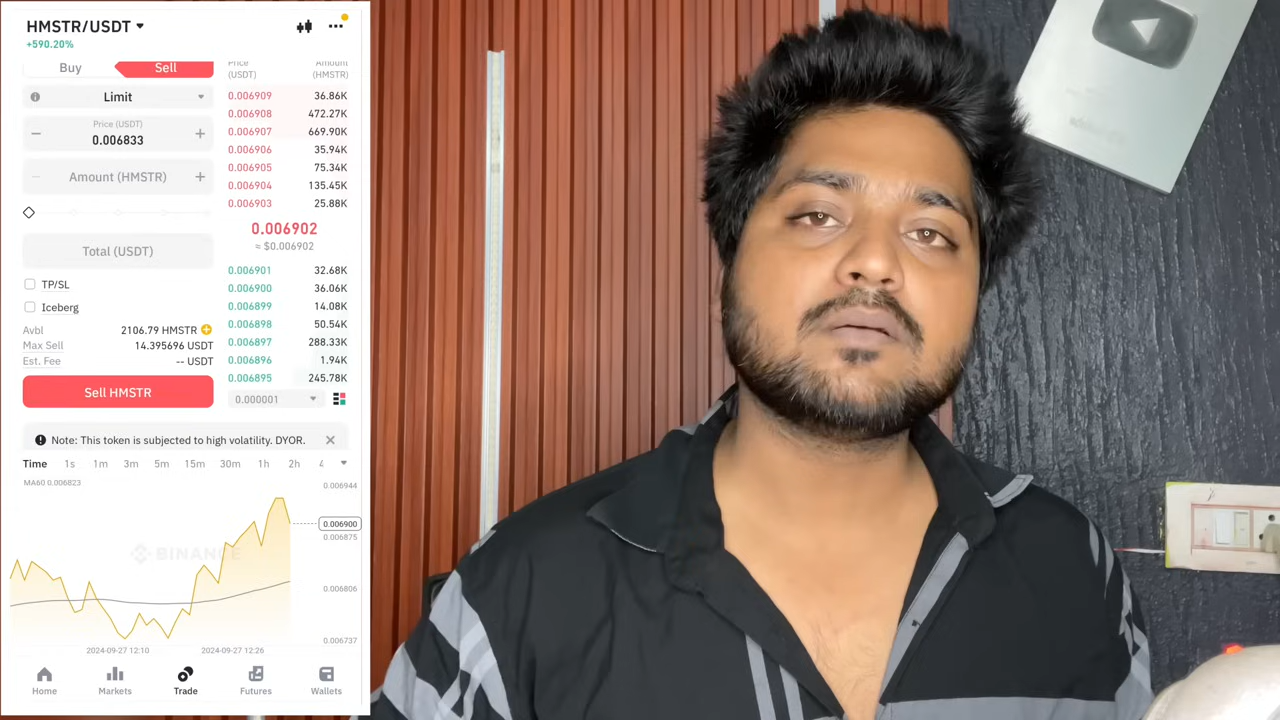 HMSTR/USDT
+590.20%
Buy
Sell
Limit
Price (USDT)
0.006833
Amount (HMSTR)
Total (USDT)
TP/SL
Iceberg
Avbl 2106.79 HMSTR
Max Sell 14.395696 USDT
Est. Fee -- USDT
Sell HMSTR
Price Amount
(USDT) (HMSTR)
0.006909 36.86K
0.006908 472.27K
0.006907 669.90K
0.006906 35.94K
0.006905 75.34K
0.006904 135.45K
0.006903 25.88K
0.006902
≈ $0.006902
0.006901 32.68K
0.006900 36.06K
0.006899 14.08K
0.006898 50.54K
0.006897 288.33K
0.006896 1.94K
0.006895 245.78K
0.000001
Note: This token is subjected to high volatility. DYOR.
Time 1s 1m 3m 5m 15m 30m 1h 2h 4
MA60 0.006823
0.006944
0.006900
0.006875
BINANCE
0.006806
0.006737
2024-09-27 12:10 2024-09-27 12:26
Home Markets Trade Futures Wallets